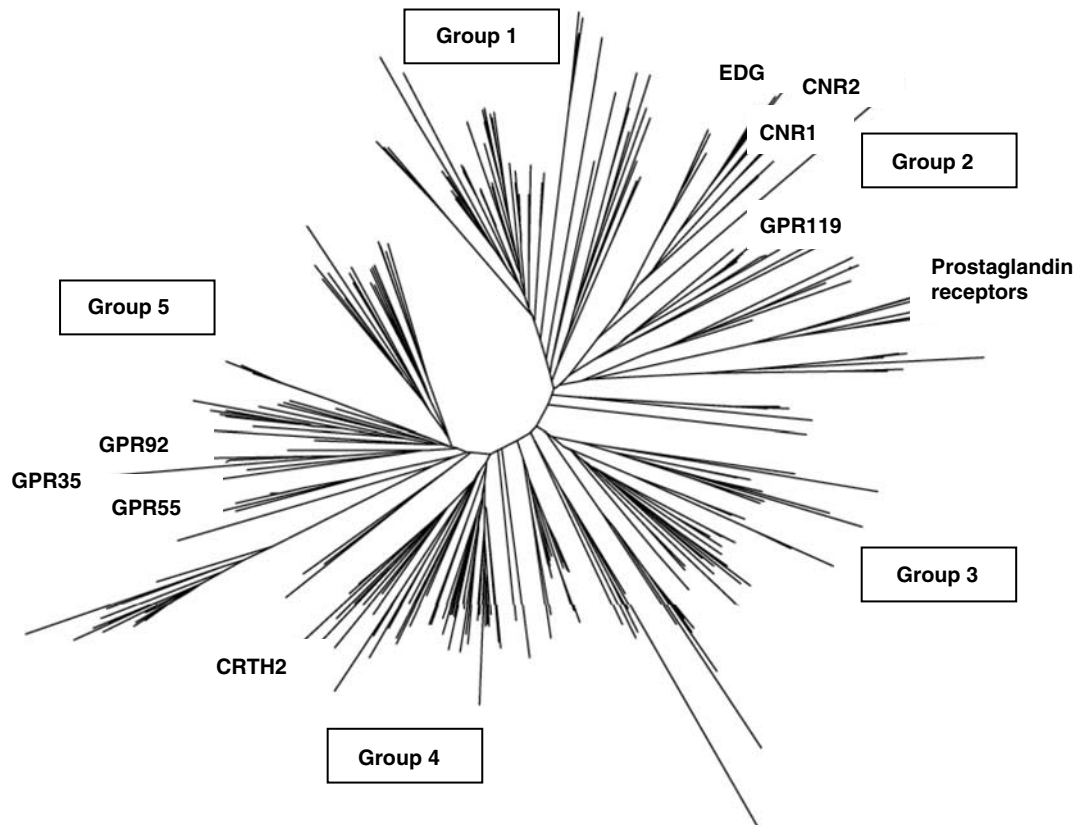 Group 1
EDG
CNR2
CNR1
Group 2
GPR119
Prostaglandin
receptors
Group 5
GPR92
GPR35
GPR55
Group 3
CRTH2
Group 4